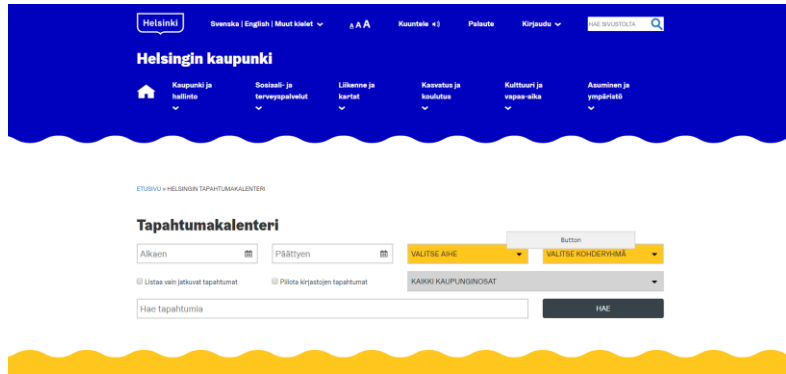 Helsinki Svenska | English | Muut kielet A A A Kuuntele Palaute Kirjaudu HAE SIVUSTOLTA
Helsingin kaupunki
Kaupunki ja hallinto
Sosiaali- ja terveyspalvelut
Liikenne ja kartat
Kasvatus ja koulutus
Kulttuuri ja vapaa-aika
Asuminen ja ympäristö
ETUSIVU » HELSINGIN TAPAHTUMAKALENTERI
Tapahtumakalenteri
Button
Alkaen Päättyen VALITSE AIHE VALITSE KOHDERYHMÄ
Listaa vain jatkuvat tapahtumat Piilota kirjastojen tapahtumat KAIKKI KAUPUNGINOSAT
Hae tapahtumia HAE